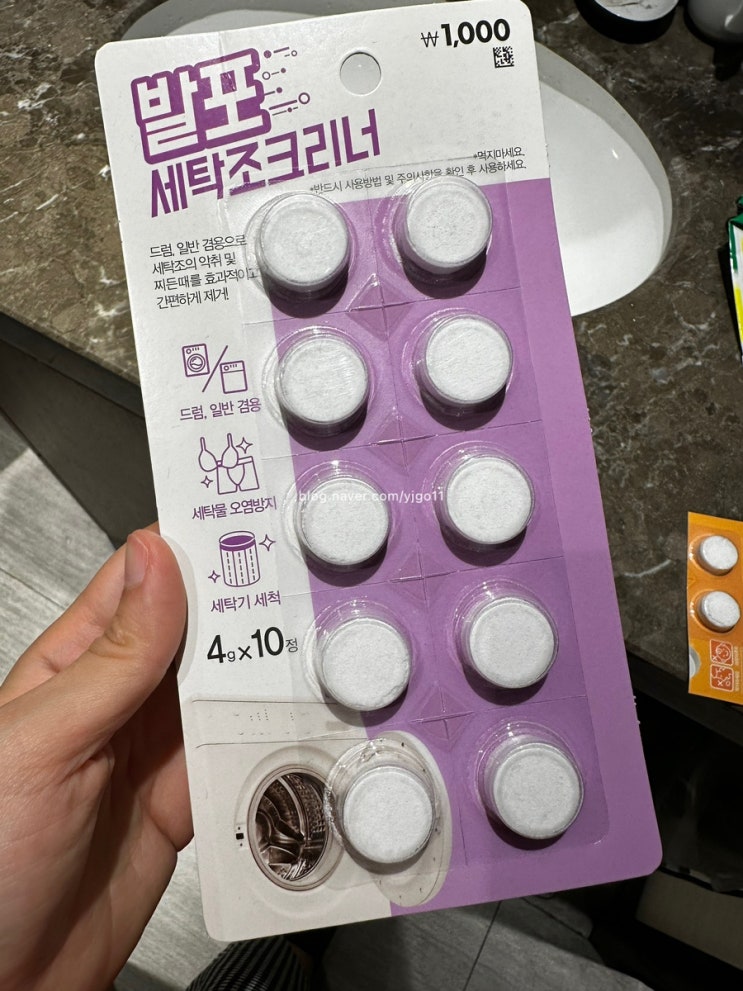 ₩1,000
발포
세탁조크리너
*먹지마세요.
*반드시 사용방법 및 주의사항을 확인 후 사용하세요.
드럼, 일반 겸용으로
세탁조의 악취 및
찌든때를 효과적이고
간편하게 제거!
드럼, 일반 겸용
세탁물 오염방지
세탁기 세척
4g×10정
blog.naver.com/yjgo11